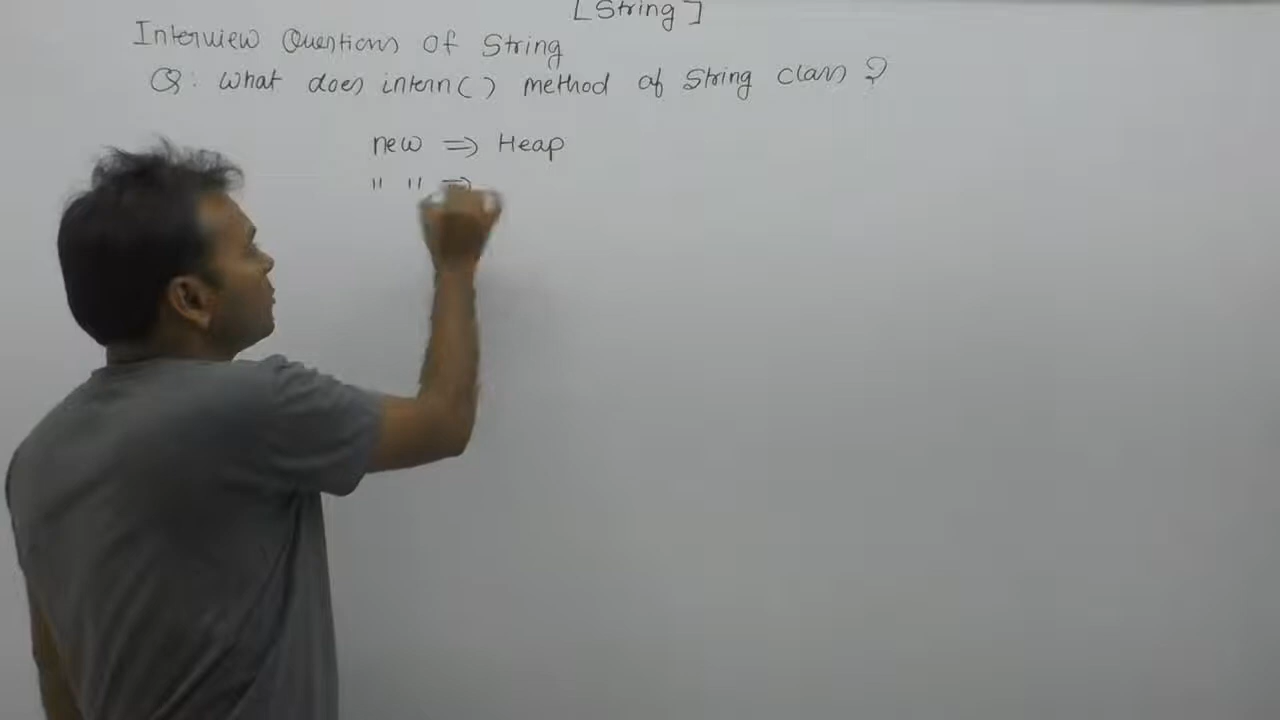 [String]
Interview Questions Of String
Q: What does intern() method of String class ?
new => Heap
" " =>